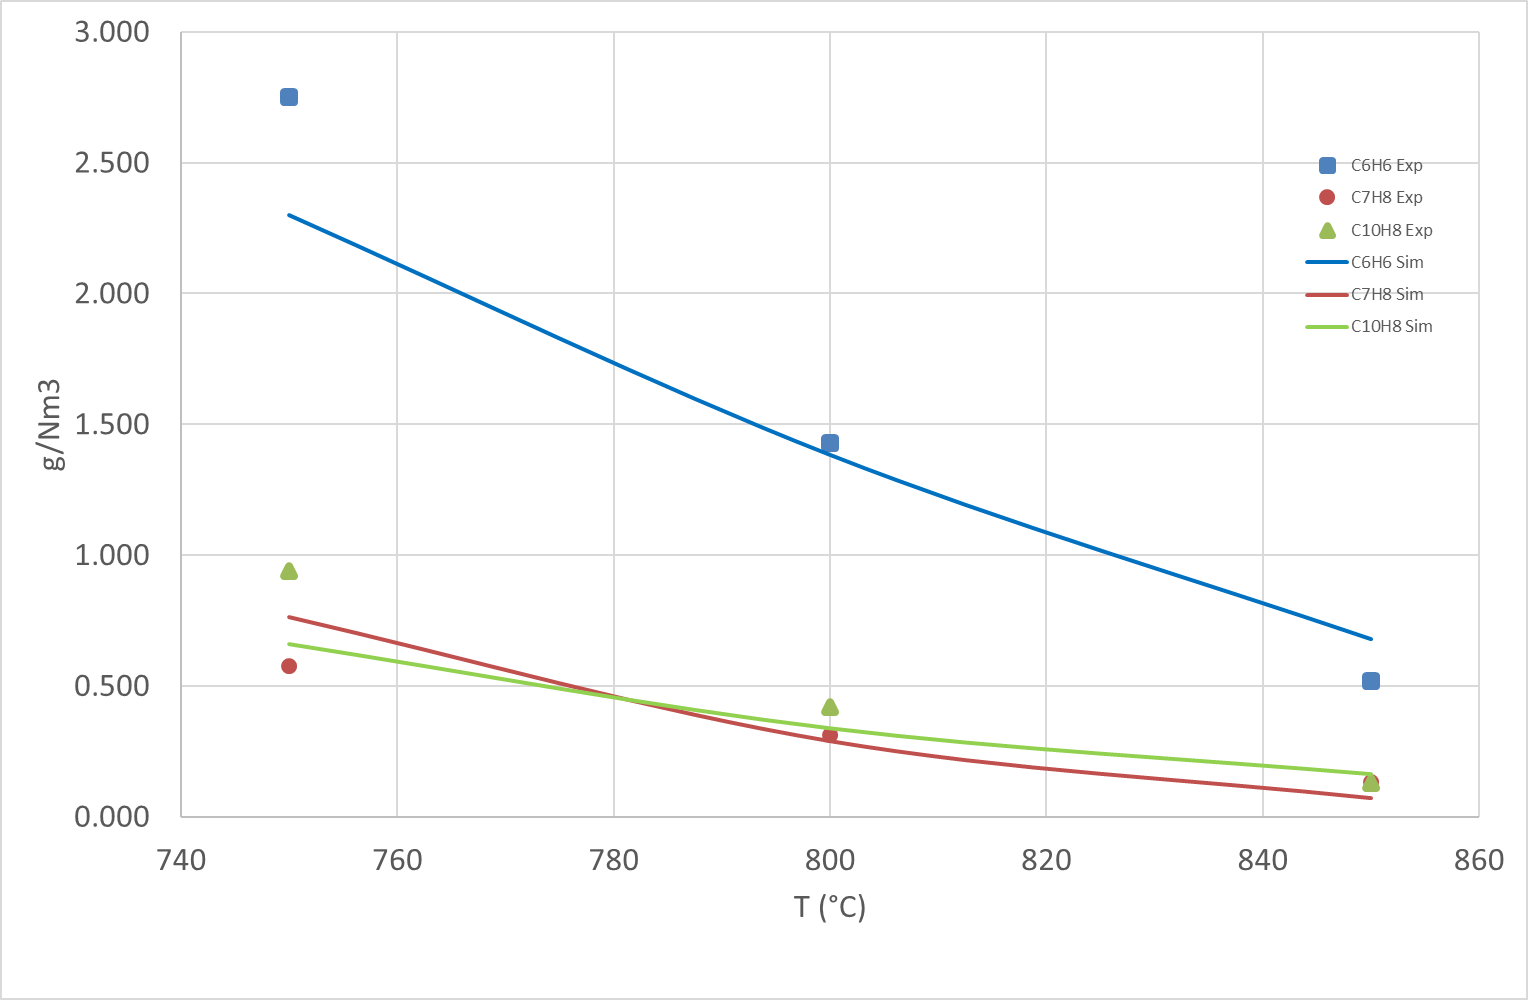 3.000
2.500
2.000
1.500
1.000
0.500
0.000
g/Nm3
740 760 780 800 820 840 860
T (°C)
C6H6 Exp
C7H8 Exp
C10H8 Exp
C6H6 Sim
C7H8 Sim
C10H8 Sim